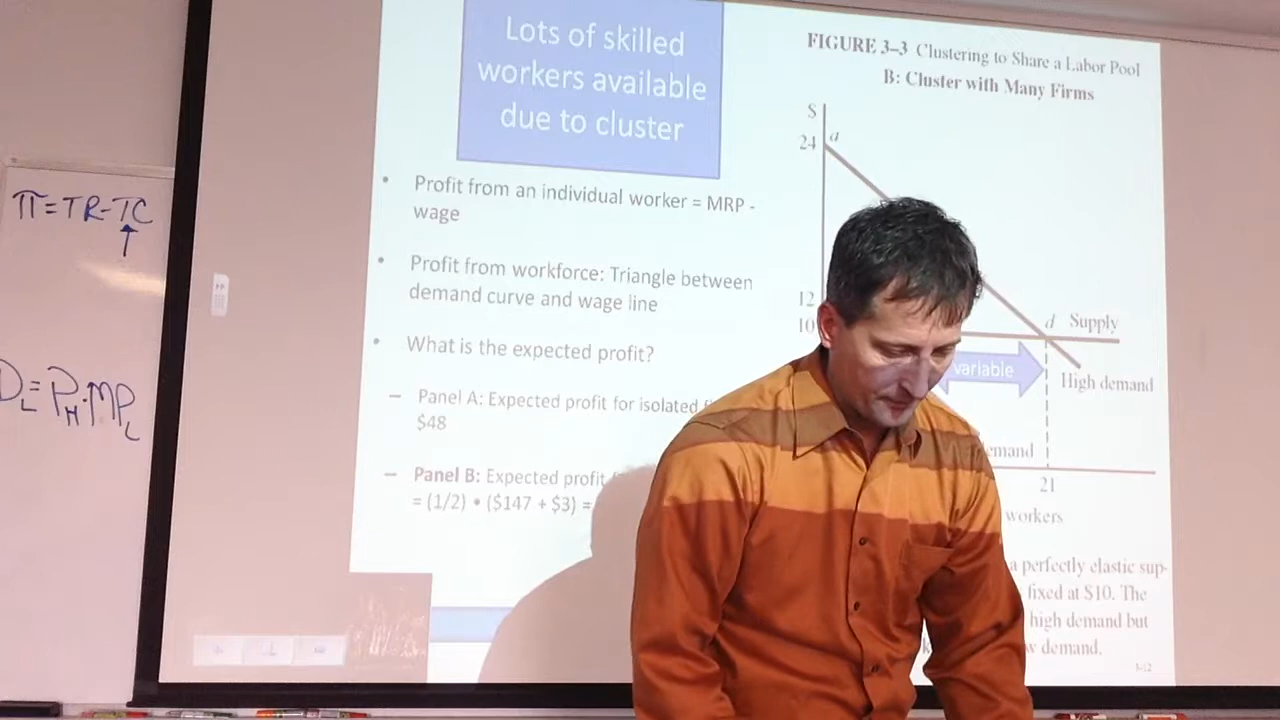 π=TR-TC
↑
D_L=P_H·MP_L
Lots of skilled
workers available
due to cluster
• Profit from an individual worker = MRP -
wage
• Profit from workforce: Triangle between
demand curve and wage line
• What is the expected profit?
– Panel A: Expected profit for isolated
$48
– Panel B: Expected profit
= (1/2) • ($147 + $3) =
FIGURE 3–3 Clustering to Share a Labor Pool
B: Cluster with Many Firms
$
24 a
12
10
d Supply
variable
High demand
emand
21
workers
a perfectly elastic sup-
fixed at $10. The
high demand but
demand.
3-12